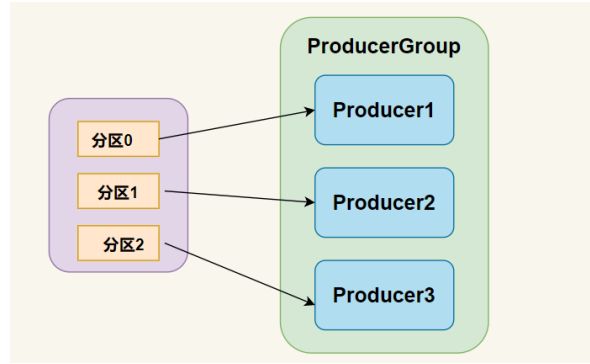 ProducerGroup
分区0
Producer1
分区1
Producer2
分区2
Producer3